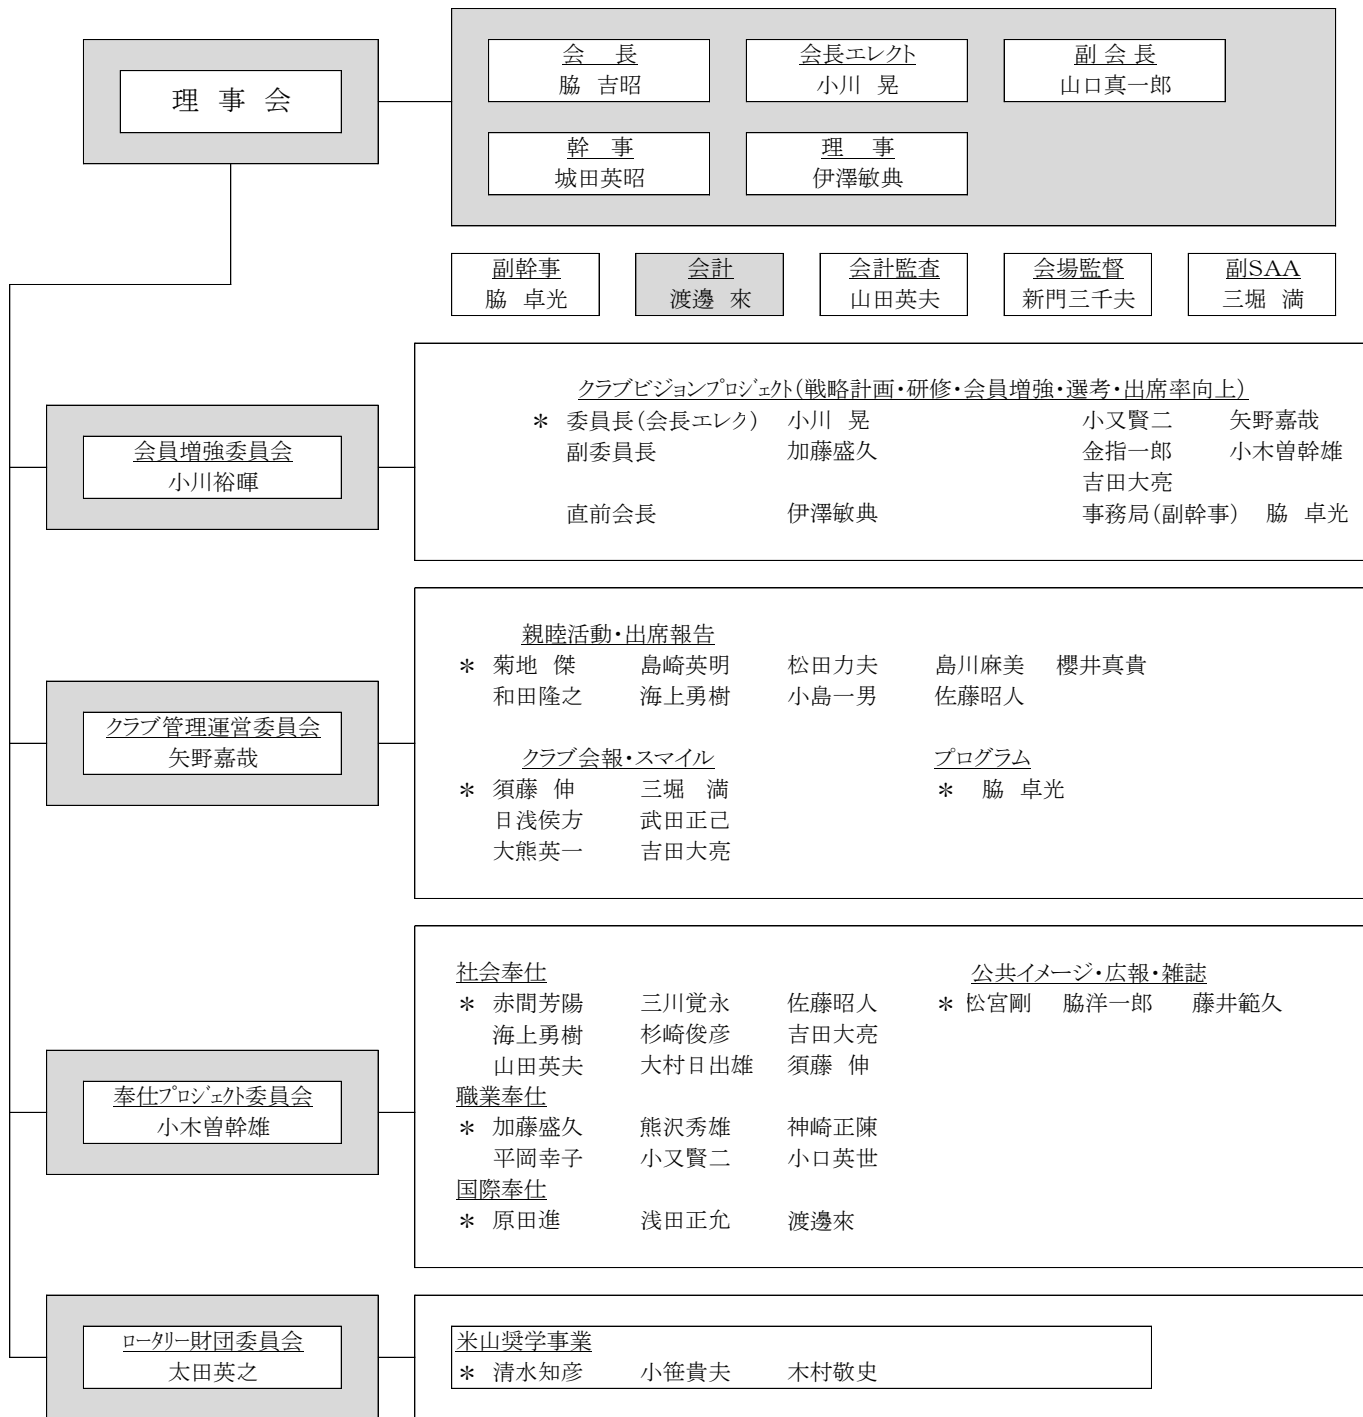 理 事 会
会 長
脇 吉昭
会長エレクト
小川 晃
副 会 長
山口真一郎
幹 事
城田英昭
理 事
伊澤敏典
副幹事
脇 卓光
会計
渡邊 來
会計監査
山田英夫
会場監督
新門三千夫
副SAA
三堀 満
会員増強委員会
小川裕暉
クラブビジョンプロジェクト(戦略計画・研修・会員増強・選考・出席率向上)
＊ 委員長(会長エレク) 小川 晃 小又賢二 矢野嘉哉
副委員長 加藤盛久 金指一郎 小木曽幹雄
吉田大亮
直前会長 伊澤敏典 事務局(副幹事) 脇 卓光
クラブ管理運営委員会
矢野嘉哉
親睦活動・出席報告
＊ 菊地 傑 島崎英明 松田力夫 島川麻美 櫻井真貴
和田隆之 海上勇樹 小島一男 佐藤昭人
クラブ会報・スマイル
＊ 須藤 伸 三堀 満
日浅侯方 武田正己
大熊英一 吉田大亮
プログラム
＊ 脇 卓光
奉仕プロジェクト委員会
小木曽幹雄
社会奉仕
＊ 赤間芳陽 三川覚永 佐藤昭人
海上勇樹 杉崎俊彦 吉田大亮
山田英夫 大村日出雄 須藤 伸
公共イメージ・広報・雑誌
＊ 松宮剛 脇洋一郎 藤井範久
職業奉仕
＊ 加藤盛久 熊沢秀雄 神崎正陳
平岡幸子 小又賢二 小口英世
国際奉仕
＊ 原田進 浅田正允 渡邊來
ロータリー財団委員会
太田英之
米山奨学事業
＊ 清水知彦 小笹貴夫 木村敬史